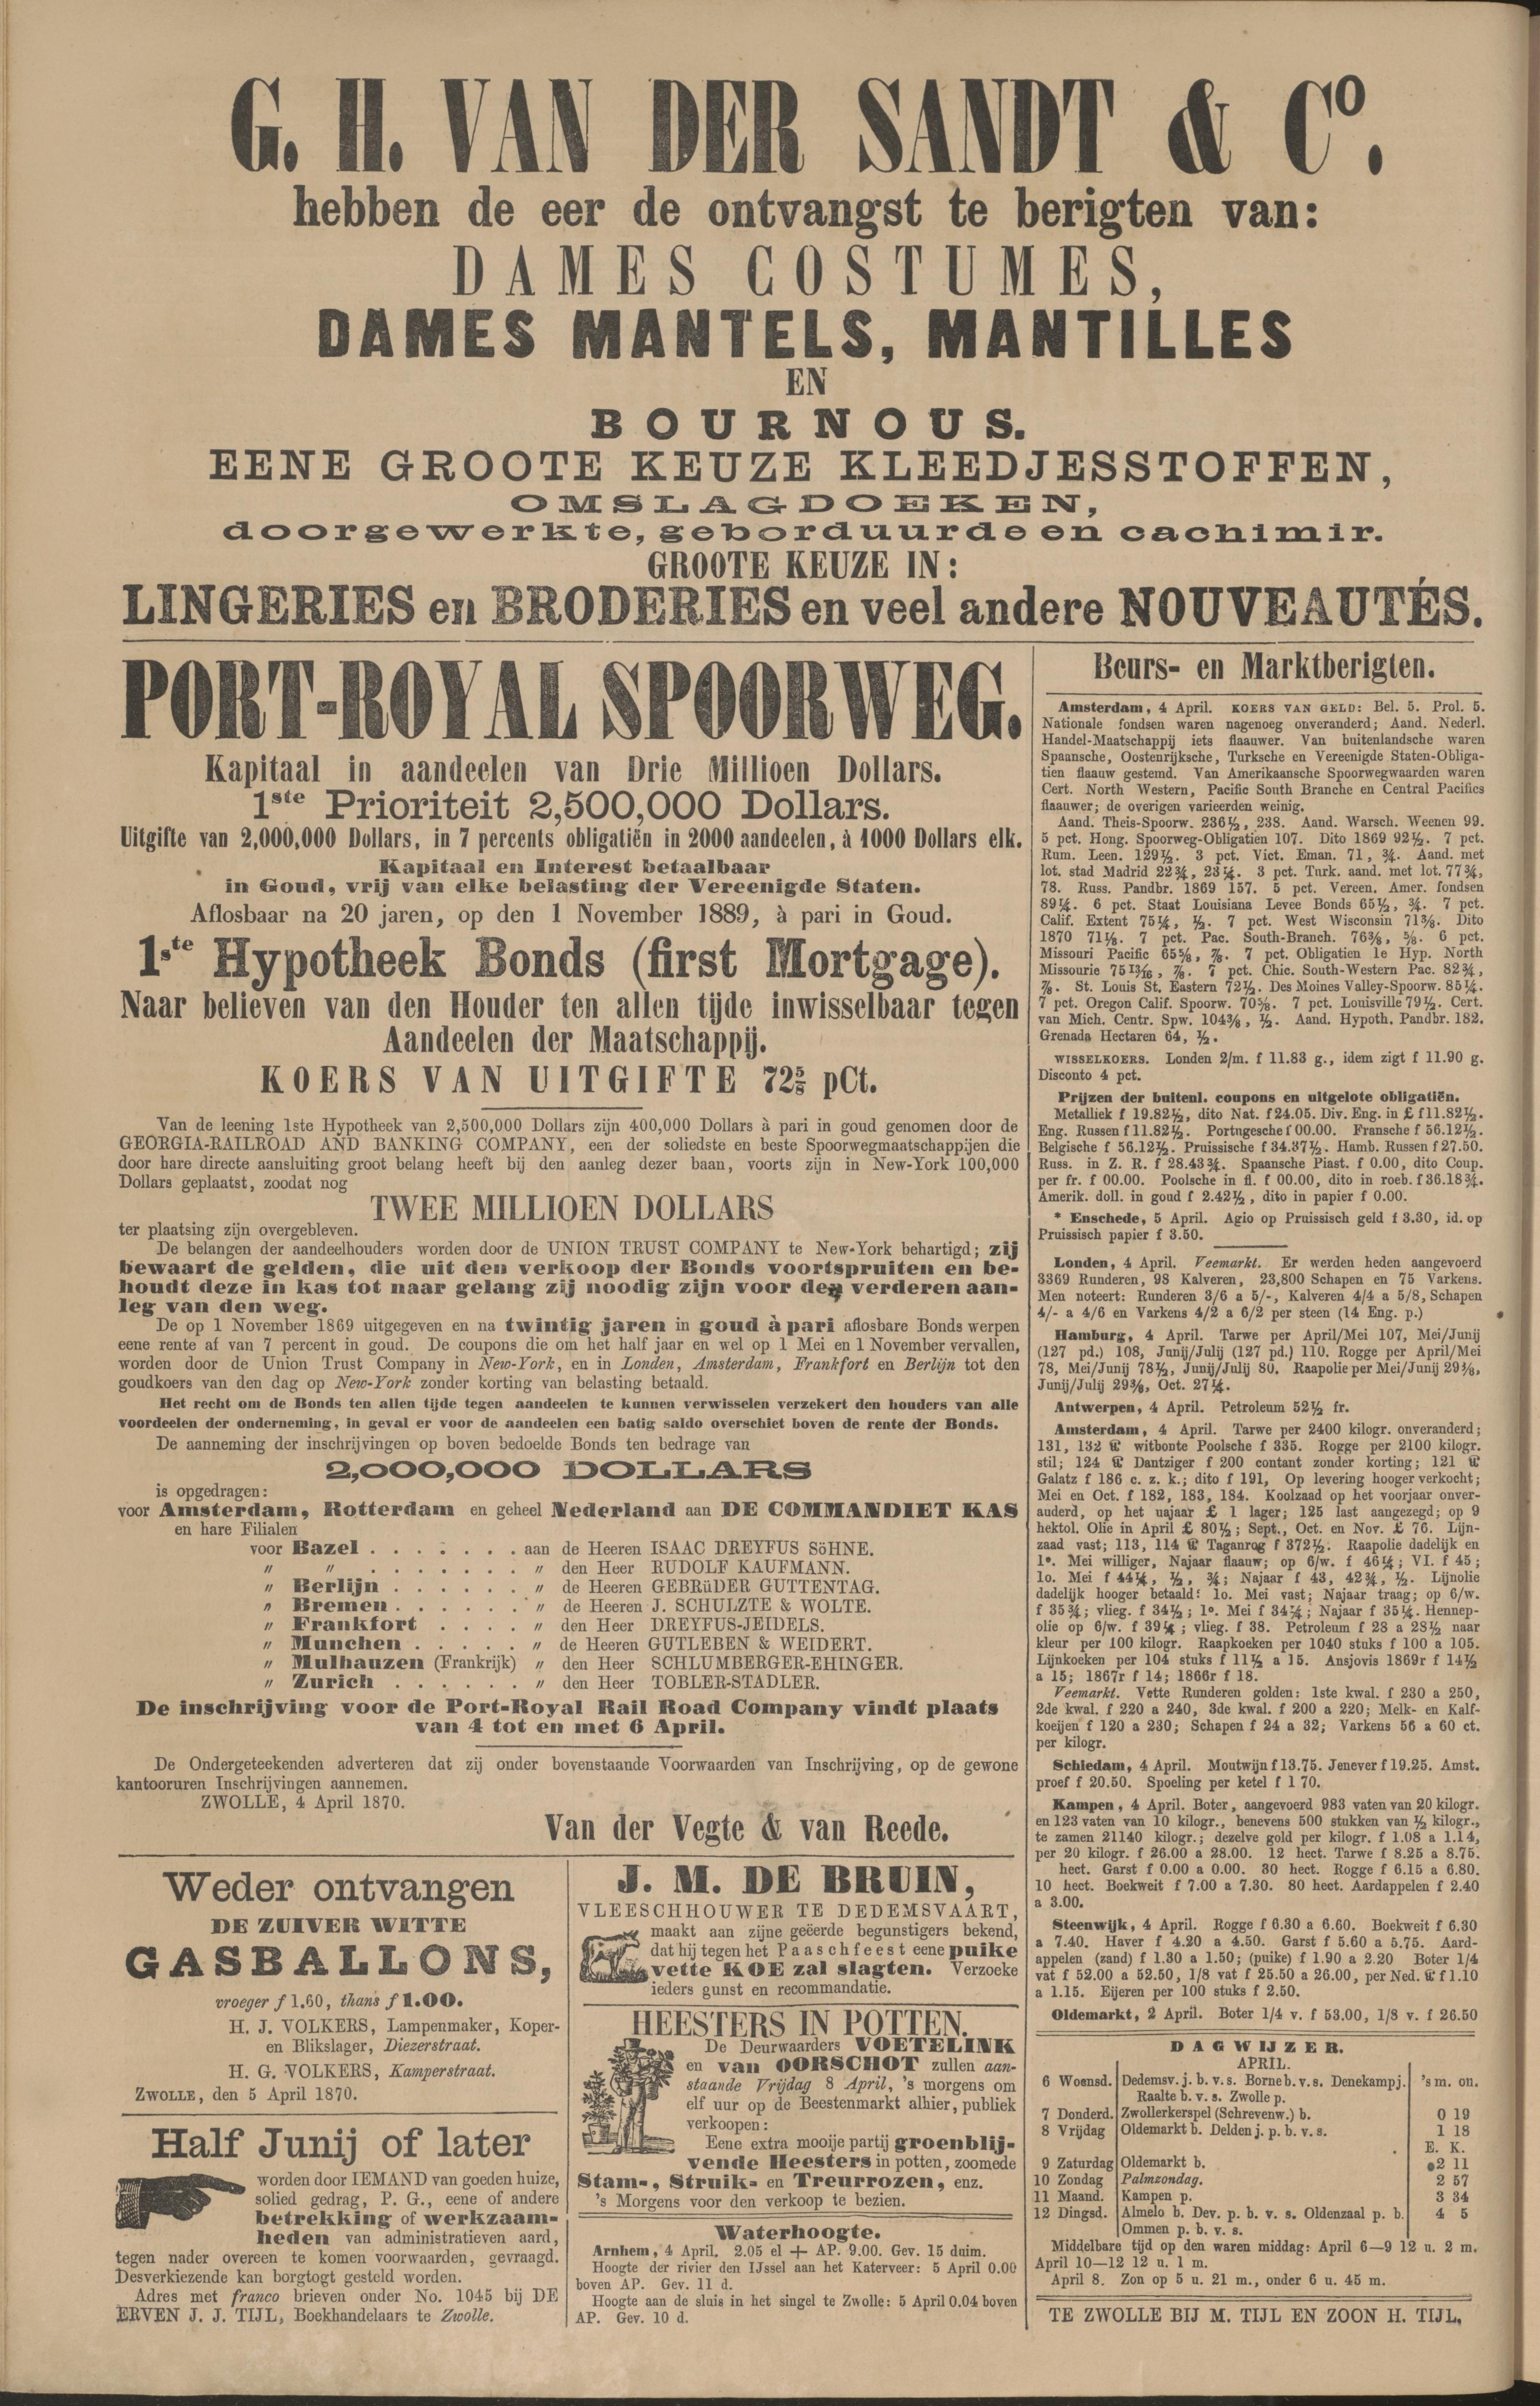 G. H. VAN DER SANDT & Co.
hebben de eer de ontvangst te berigten van:
DAMES COSTUMES,
DAMES MANTELS, MANTILLES
EN
BOURNOUS.
EENE GROOTE KEUZE KLEEDJESSTOFFEN,
OMSLAGDOEKEN,
doorgewerkte, geborduurde en cachimir.
GROOTE KEUZE IN:
LINGERIES en BRODERIES en veel andere NOUVEAUTÉS.
PORT-ROYAL SPOORWEG.
Kapitaal in aandeelen van Drie Millioen Dollars.
1ste Prioriteit 2,500,000 Dollars.
Uitgifte van 2,000,000 Dollars, in 7 percents obligatiën in 2000 aandeelen, à 1000 Dollars elk.
Kapitaal en Interest betaalbaar
in Goud, vrij van elke belasting der Vereenigde Staten.
Aflosbaar na 20 jaren, op den 1 November 1889, à pari in Goud.
1ste Hypotheek Bonds (first Mortgage).
Naar believen van den Houder ten allen tijde inwisselbaar tegen
Aandeelen der Maatschappij.
KOERS VAN UITGIFTE 72⅝ pCt.
Van de leening 1ste Hypotheek van 2,500,000 Dollars zijn 400,000 Dollars à pari in goud genomen door de
GEORGIA-RAILROAD AND BANKING COMPANY, een der soliedste en beste Spoorwegmaatschappijen die
door hare directe aansluiting groot belang heeft bij den aanleg dezer baan, voorts zijn in New-York 100,000
Dollars geplaatst, zoodat nog
TWEE MILLIOEN DOLLARS
ter plaatsing zijn overgebleven.
De belangen der aandeelhouders worden door de UNION TRUST COMPANY te New-York behartigd; zij
bewaart de gelden, die uit den verkoop der Bonds voortspruiten en be-
houdt deze in kas tot naar gelang zij noodig zijn voor den verderen aan-
leg van den weg.
De op 1 November 1869 uitgegeven en na twintig jaren in goud à pari aflosbare Bonds werpen
eene rente af van 7 percent in goud. De coupons die om het half jaar en wel op 1 Mei en 1 November vervallen,
worden door de Union Trust Company in New-York, en in Londen, Amsterdam, Frankfort en Berlijn tot den
goudkoers van den dag op New-York zonder korting van belasting betaald.
Het recht om de Bonds ten allen tijde tegen aandeelen te kunnen verwisselen verzekert den houders van alle
voordeelen der onderneming, in geval er voor de aandeelen een batig saldo overschiet boven de rente der Bonds.
De aanneming der inschrijvingen op boven bedoelde Bonds ten bedrage van
2,000,000 DOLLARS
is opgedragen:
voor Amsterdam, Rotterdam en geheel Nederland aan DE COMMANDIET KAS
en hare Filialen
voor Bazel . . . . . . . aan de Heeren ISAAC DREYFUS SöHNE.
" " . . . . . . . " den Heer RUDOLF KAUFMANN.
" Berlijn . . . . . . " de Heeren GEBRüDER GUTTENTAG.
" Bremen . . . . . . " de Heeren J. SCHULZTE & WOLTE.
" Frankfort . . . . " den Heer DREYFUS-JEIDELS.
" Munchen . . . . . " de Heeren GUTLEBEN & WEIDERT.
" Mulhauzen (Frankrijk) " den Heer SCHLUMBERGER-EHINGER.
" Zurich . . . . . . " den Heer TOBLER-STADLER.
De inschrijving voor de Port-Royal Rail Road Company vindt plaats
van 4 tot en met 6 April.
De Ondergeteekenden adverteren dat zij onder bovenstaande Voorwaarden van Inschrijving, op de gewone
kantooruren Inschrijvingen aannemen.
ZWOLLE, 4 April 1870.
Van der Vegte & van Reede.
Weder ontvangen
DE ZUIVER WITTE
GASBALLONS,
vroeger f 1.60, thans f 1.00.
H. J. VOLKERS, Lampenmaker, Koper-
en Blikslager, Diezerstraat.
H. G. VOLKERS, Kamperstraat.
ZWOLLE, den 5 April 1870.
Half Junij of later
worden door IEMAND van goeden huize,
solied gedrag, P. G., eene of andere
betrekking of werkzaam-
heden van administratieven aard,
tegen nader overeen te komen voorwaarden, gevraagd.
Desverkiezende kan borgtogt gesteld worden.
Adres met franco brieven onder No. 1045 bij DE
ERVEN J. J. TIJL, Boekhandelaars te Zwolle.
J. M. DE BRUIN,
VLEESCHHOUWER TE DEDEMSVAART,
maakt aan zijne geëerde begunstigers bekend,
dat hij tegen het Paaschfeest eene puike
vette KOE zal slagten. Verzoeke
ieders gunst en recommandatie.
HEESTERS IN POTTEN.
De Deurwaarders VOETELINK
en van OORSCHOT zullen aan-
staande Vrijdag 8 April, 's morgens om
elf uur op de Beestenmarkt alhier, publiek
verkoopen:
Eene extra mooije partij groenblij-
vende Heesters in potten, zoomede
Stam-, Struik- en Treurrozen, enz.
's Morgens voor den verkoop te bezien.
Waterhoogte.
Arnhem, 4 April. 2.05 el + AP. 9.00. Gev. 15 duim.
Hoogte der rivier den IJssel aan het Katerveer: 5 April 0.00
boven AP. Gev. 11 d.
Hoogte aan de sluis in het singel te Zwolle: 5 April 0.04 boven
AP. Gev. 10 d.
Beurs- en Marktberigten.
Amsterdam, 4 April. KOERS VAN GELD: Bel. 5. Prol. 5.
Nationale fondsen waren nagenoeg onveranderd; Aand. Nederl.
Handel-Maatschappij iets flaauwer. Van buitenlandsche waren
Spaansche, Oostenrijksche, Turksche en Vereenigde Staten-Obliga-
tien flaauw gestemd. Van Amerikaansche Spoorwegwaarden waren
Cert. North Western, Pacific South Branche en Central Pacifics
flaauwer; de overigen varieerden weinig.
Aand. Theis-Spoorw. 236½, 238. Aand. Warsch. Weenen 99.
5 pct. Hong. Spoorweg-Obligatien 107. Dito 1869 92½. 7 pct.
Rum. Leen. 129½. 3 pct. Vict. Eman. 71, ¾. Aand. met
lot. stad Madrid 22¾, 23¼. 3 pct. Turk. aand. met lot. 77¾,
78. Russ. Pandbr. 1869 157. 5 pct. Vereen. Amer. fondsen
89¼. 6 pct. Staat Louisiana Levee Bonds 65½, ¾. 7 pct.
Calif. Extent 75¼, ½. 7 pct. West Wisconsin 71⅜. Dito
1870 71⅛. 7 pct. Pac. South-Branch. 76⅜, ⅝. 6 pct.
Missouri Pacific 65⅝, ⅞. 7 pct. Obligatien 1e Hyp. North
Missourie 75 13/16, ⅞. 7 pct. Chic. South-Western Pac. 82¾,
⅞. St. Louis St. Eastern 72½. Des Moines Valley-Spoorw. 85¼.
7 pct. Oregon Calif. Spoorw. 70⅝. 7 pct. Louisville 79½. Cert.
van Mich. Centr. Spw. 104⅜, ½. Aand. Hypoth. Pandbr. 182.
Grenada Hectaren 64, ½.
WISSELKOERS. Londen 2/m. f 11.83 g., idem zigt f 11.90 g.
Disconto 4 pct.
Prijzen der buitenl. coupons en uitgelote obligatiën.
Metalliek f 19.82½, dito Nat. f 24.05. Div. Eng. in £ f 11.82½.
Eng. Russen f 11.82½. Portugesche f 00.00. Fransche f 56.12½.
Belgische f 56.12½. Pruissische f 34.87½. Hamb. Russen f 27.50.
Russ. in Z. R. f 28.43¾. Spaansche Piast. f 0.00, dito Coup.
per fr. f 00.00. Poolsche in fl. f 00.00, dito in roeb. f 36.18¾.
Amerik. doll. in goud f 2.42½, dito in papier f 0.00.
* Enschede, 5 April. Agio op Pruissisch geld f 3.30, id. op
Pruissisch papier f 3.50.
Londen, 4 April. Veemarkt. Er werden heden aangevoerd
3369 Runderen, 98 Kalveren, 23,800 Schapen en 75 Varkens.
Men noteert: Runderen 3/6 a 5/-, Kalveren 4/4 a 5/8, Schapen
4/- a 4/6 en Varkens 4/2 a 6/2 per steen (14 Eng. p.)
Hamburg, 4 April. Tarwe per April/Mei 107, Mei/Junij
(127 pd.) 108, Junij/Julij (127 pd.) 110. Rogge per April/Mei
78, Mei/Junij 78½, Junij/Julij 80. Raapolie per Mei/Junij 29⅜,
Junij/Julij 29⅜, Oct. 27¼.
Antwerpen, 4 April. Petroleum 52½ fr.
Amsterdam, 4 April. Tarwe per 2400 kilogr. onveranderd;
131, 132 ℔ witbonte Poolsche f 335. Rogge per 2100 kilogr.
stil; 124 ℔ Dantziger f 200 contant zonder korting; 121 ℔
Galatz f 186 c. z. k.; dito f 191, Op levering hooger verkocht;
Mei en Oct. f 182, 183, 184. Koolzaad op het voorjaar onver-
auderd, op het najaar £ 1 lager; 125 last aangezegd; op 9
hektol. Olie in April £ 80½; Sept., Oct. en Nov. £ 76. Lijn-
zaad vast; 113, 114 ℔ Taganrog f 372½. Raapolie dadelijk en
1o. Mei williger, Najaar flaauw; op 6/w. f 46¼; VI. f 45;
1o. Mei f 44¼, ½, ¾; Najaar f 43, 42¾, ½. Lijnolie
dadelijk hooger betaald: 1o. Mei vast; Najaar traag; op 6/w.
f 35¾; vlieg. f 34½; 1o. Mei f 34¼; Najaar f 35¼. Hennep-
olie op 6/w. f 39¼; vlieg. f 38. Petroleum f 28 a 28½ naar
kleur per 100 kilogr. Raapkoeken per 1040 stuks f 100 a 105.
Lijnkoeken per 104 stuks f 11½ a 15. Ansjovis 1869r f 14½
a 15; 1867r f 14; 1866r f 18.
Veemarkt. Vette Runderen golden: 1ste kwal. f 230 a 250,
2de kwal. f 220 a 240, 3de kwal. f 200 a 220; Melk- en Kalf-
koeijen f 120 a 230; Schapen f 24 a 32; Varkens 56 a 60 ct.
per kilogr.
Schiedam, 4 April. Moutwijn f 13.75. Jenever f 19.25. Amst.
proef f 20.50. Spoeling per ketel f 1 70.
Kampen, 4 April. Boter, aangevoerd 983 vaten van 20 kilogr.
en 123 vaten van 10 kilogr., benevens 500 stukken van ½ kilogr.,
te zamen 21140 kilogr.; dezelve gold per kilogr. f 1.08 a 1.14,
per 20 kilogr. f 26.00 a 28.00. 12 hect. Tarwe f 8.25 a 8.75.
hect. Garst f 0.00 a 0.00. 30 hect. Rogge f 6.15 a 6.80.
10 hect. Boekweit f 7.00 a 7.30. 80 hect. Aardappelen f 2.40
a 3.00.
Steenwijk, 4 April. Rogge f 6.30 a 6.60. Boekweit f 6.30
a 7.40. Haver f 4.20 a 4.50. Garst f 5.60 a 5.75. Aard-
appelen (zand) f 1.30 a 1.50; (puike) f 1.90 a 2.20 Boter 1/4
vat f 52.00 a 52.50, 1/8 vat f 25.50 a 26.00, per Ned. ℔ f 1.10
a 1.15. Eijeren per 100 stuks f 2.50.
Oldemarkt, 2 April. Boter 1/4 v. f 53.00, 1/8 v. f 26.50
DAGWIJZER.
APRIL.
6 Woensd. Dedemsv. j. b. v. s. Borne b. v. s. Denekamp j. 's m. on.
Raalte b. v. s. Zwolle p.
7 Donderd. Zwollerkerspel (Schrevenw.) b. 0 19
8 Vrijdag Oldemarkt b. Delden j. p. b. v. s. 1 18
E. K.
9 Zaturdag Oldemarkt b. 2 11
10 Zondag Palmzondag. 2 57
11 Maand. Kampen p. 3 34
12 Dingsd. Almelo b. Dev. p. b. v. s. Oldenzaal p. b. 4 5
Ommen p. b. v. s.
Middelbare tijd op den waren middag: April 6—9 12 u. 2 m.
April 10—12 12 u. 1 m.
April 8. Zon op 5 u. 21 m., onder 6 u. 45 m.
TE ZWOLLE BIJ M. TIJL EN ZOON H. TIJL.